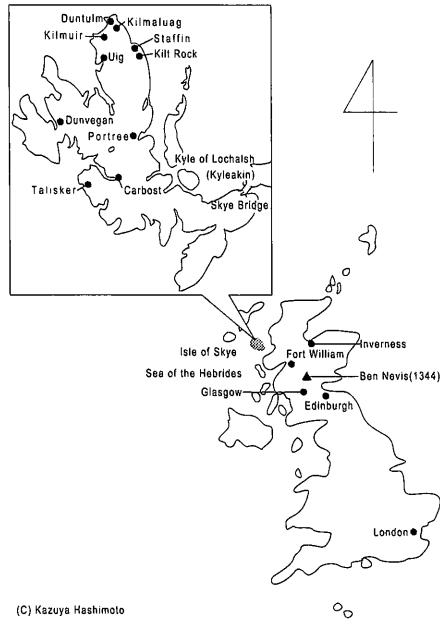 Duntulm
Kilmaluag
Kilmuir
Staffin
Uig
Kilt Rock
Dunvegan
Portree
Kyle of Lochalsh
(Kyleakin)
Talisker
Carbost
Skye Bridge
Isle of Skye
Inverness
Fort William
Sea of the Hebrides
Ben Nevis(1344)
Glasgow
Edinburgh
London
(C) Kazuya Hashimoto